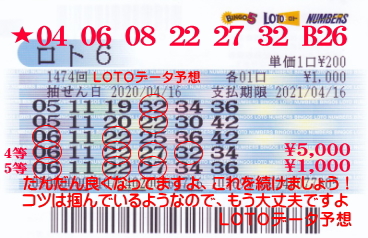 BINGO5 LOTO NUMBERS
★04 06 08 22 27 32 B26
ロト6 単価1口¥200
1474回 LOTOデータ予想 各01口 ¥1,000
抽せん日 2020/04/16 支払期限 2021/04/16
05 11 19 32 34 36
05 11 20 22 30 42
06 11 22 25 36 42
4等 06 11 22 27 32 34 ¥5,000
5等 06 11 22 27 34 36 ¥1,000
だんだん良くなってますよ、これを続けましょう！
コツは掴んでいるようなので、もう大丈夫ですよ
LOTOデータ予想